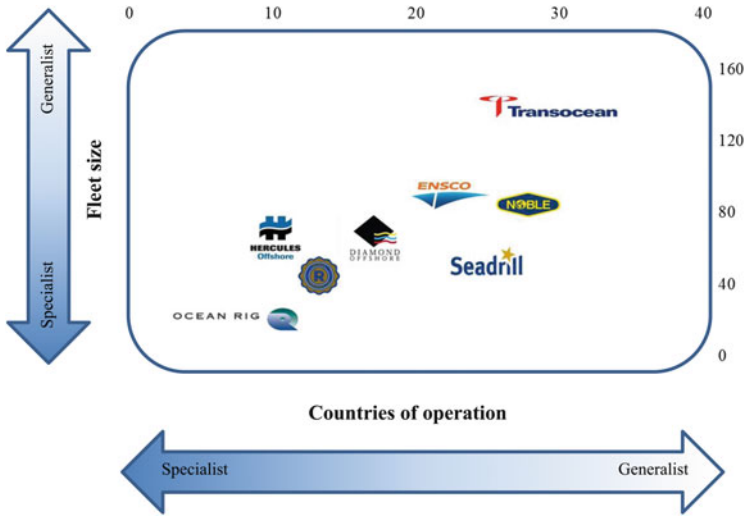 0 10 20 30 40
Generalist
Fleet size
Specialist
160
Transocean
120
ENSCO
NOBLE
80
HERCULES
Offshore
DIAMOND
OFFSHORE
Seadrill
R
40
OCEAN RIG
0
Countries of operation
Specialist
Generalist